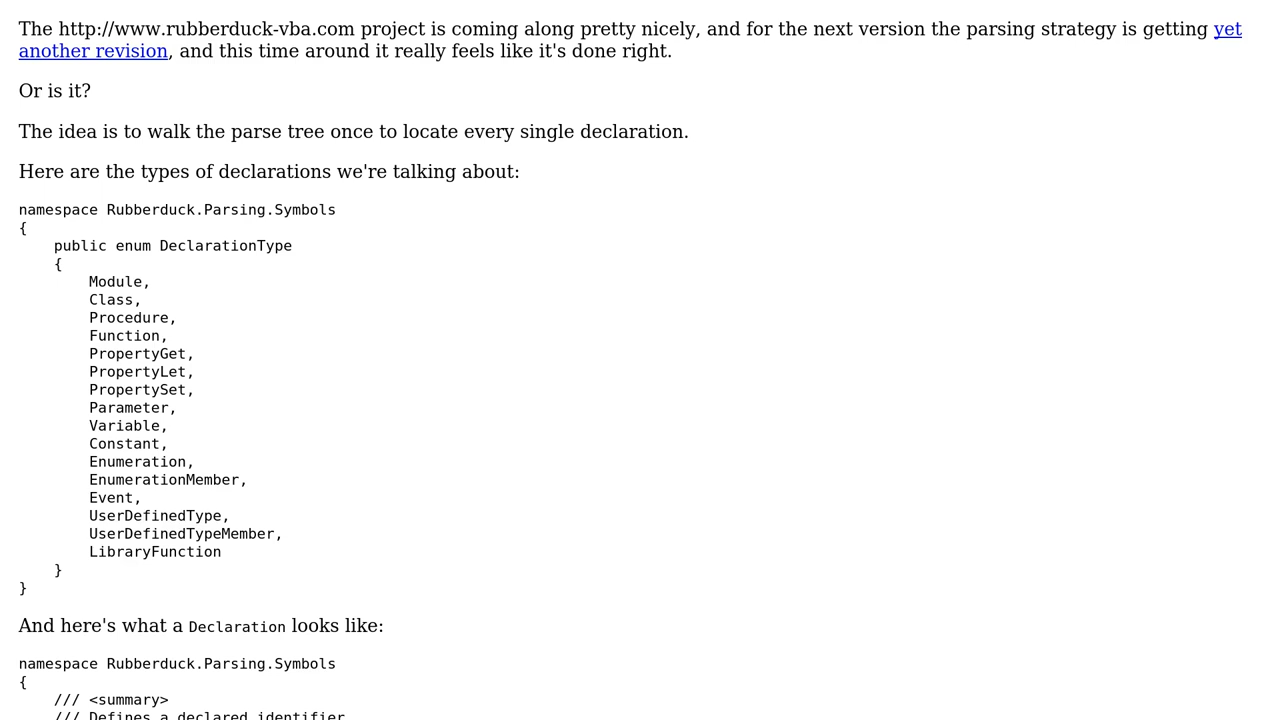 The http://www.rubberduck-vba.com project is coming along pretty nicely, and for the next version the parsing strategy is getting yet
another revision, and this time around it really feels like it's done right.
Or is it?
The idea is to walk the parse tree once to locate every single declaration.
Here are the types of declarations we're talking about:
namespace Rubberduck.Parsing.Symbols
{
    public enum DeclarationType
    {
        Module,
        Class,
        Procedure,
        Function,
        PropertyGet,
        PropertyLet,
        PropertySet,
        Parameter,
        Variable,
        Constant,
        Enumeration,
        EnumerationMember,
        Event,
        UserDefinedType,
        UserDefinedTypeMember,
        LibraryFunction
    }
}
And here's what a Declaration looks like:
namespace Rubberduck.Parsing.Symbols
{
    /// <summary>
    /// Defines a declared identifier.